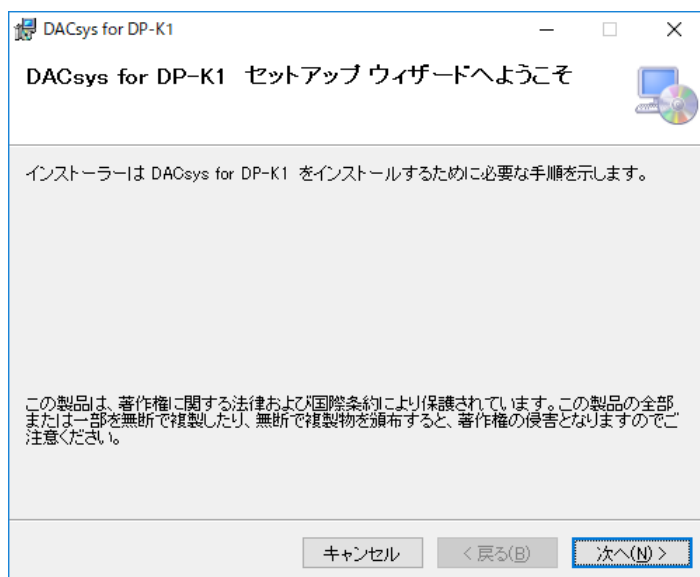 DACsys for DP-K1
DACsys for DP-K1 セットアップ ウィザードへようこそ
インストーラーは DACsys for DP-K1 をインストールするために必要な手順を示します。
この製品は、著作権に関する法律および国際条約により保護されています。この製品の全部
または一部を無断で複製したり、無断で複製物を頒布すると、著作権の侵害となりますのでご
注意ください。
キャンセル
< 戻る(B)
次へ(N) >